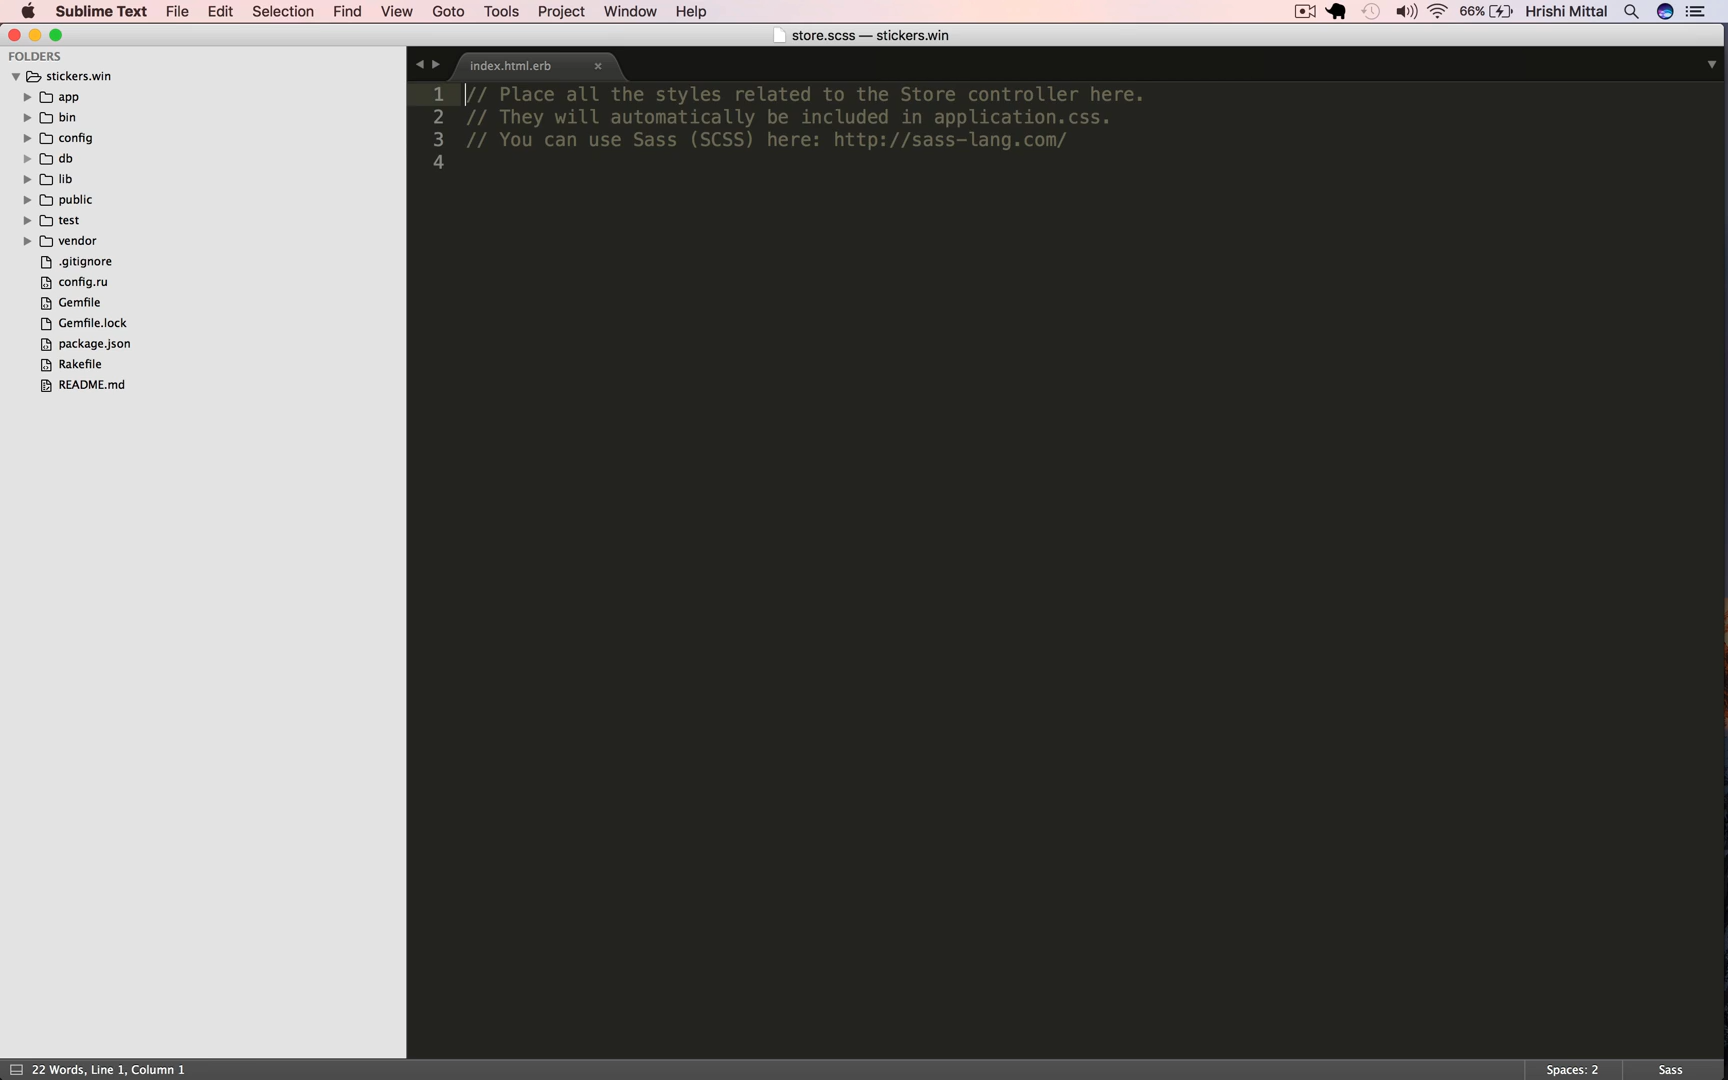 Sublime Text File Edit Selection Find View Goto Tools Project Window Help 66% Hrishi Mittal
store.scss — stickers.win
FOLDERS
stickers.win
app
bin
config
db
lib
public
test
vendor
.gitignore
config.ru
Gemfile
Gemfile.lock
package.json
Rakefile
README.md
index.html.erb
1 // Place all the styles related to the Store controller here.
2 // They will automatically be included in application.css.
3 // You can use Sass (SCSS) here: http://sass-lang.com/
4
22 Words, Line 1, Column 1 Spaces: 2 Sass